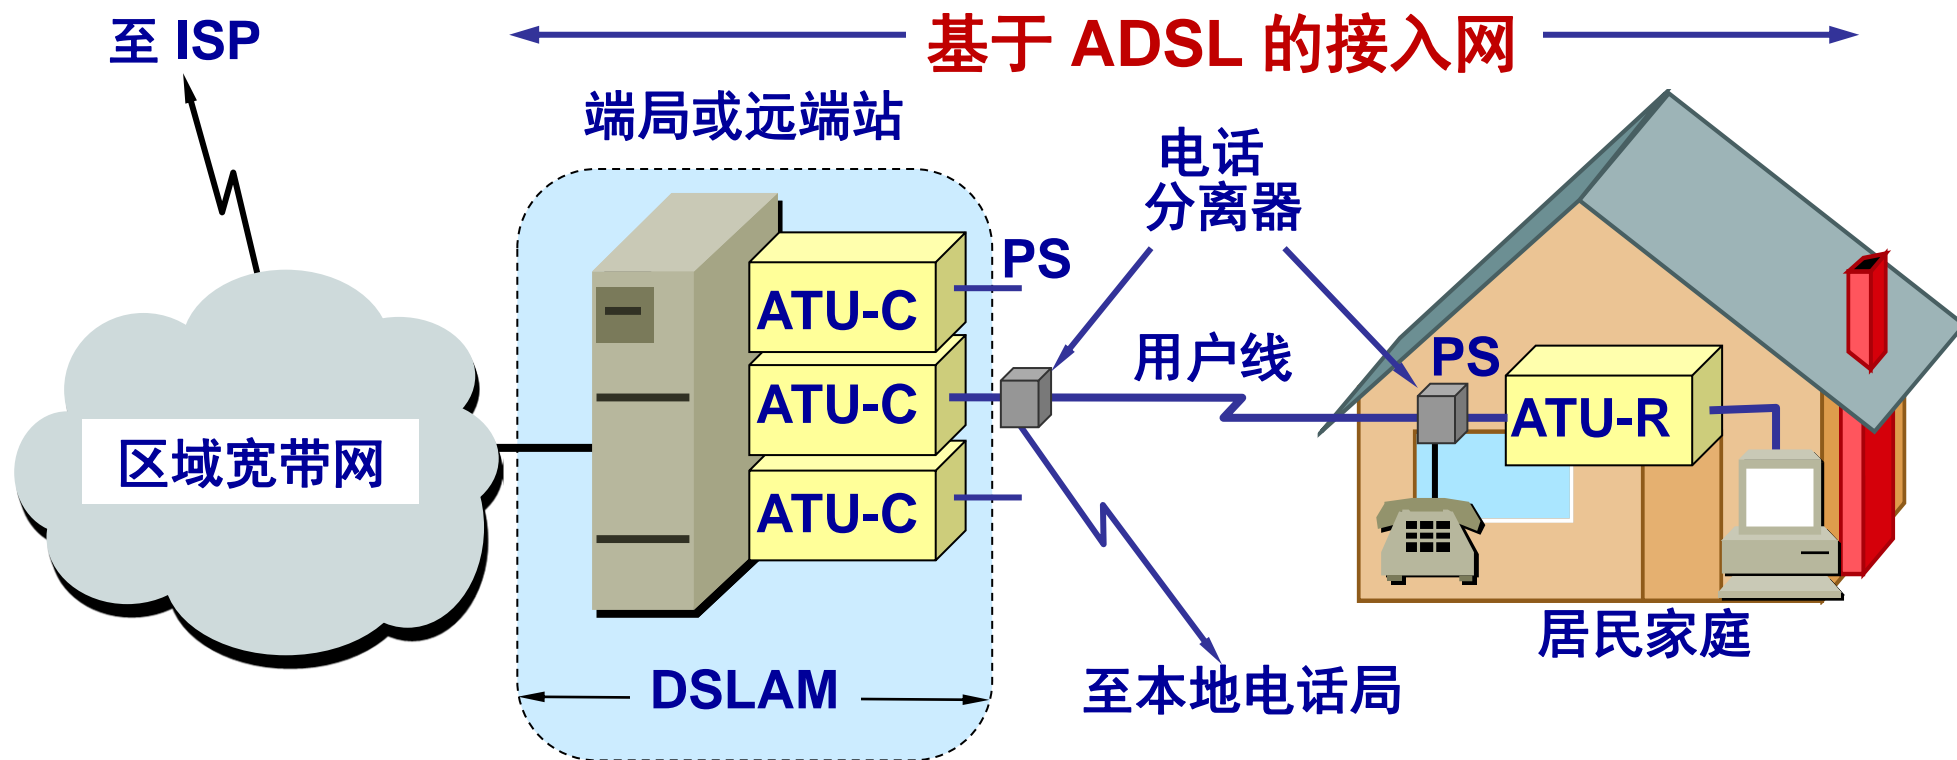 至 ISP
基于 ADSL 的接入网
端局或远端站
电话
分离器
PS
ATU-C
用户线
PS
ATU-C
ATU-R
区域宽带网
ATU-C
居民家庭
DSLAM
至本地电话局